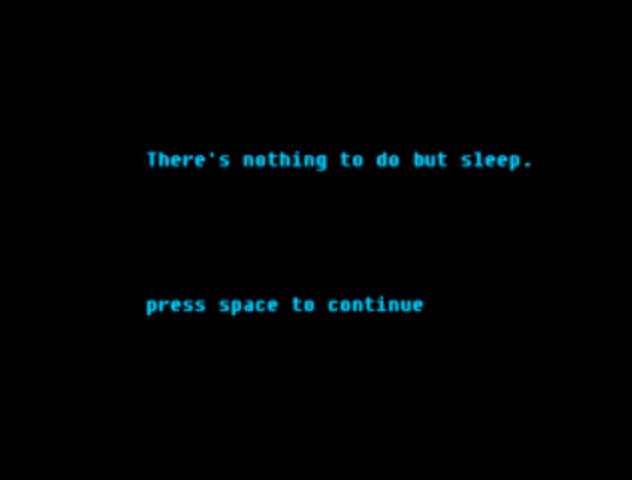 There's nothing to do but sleep.
press space to continue